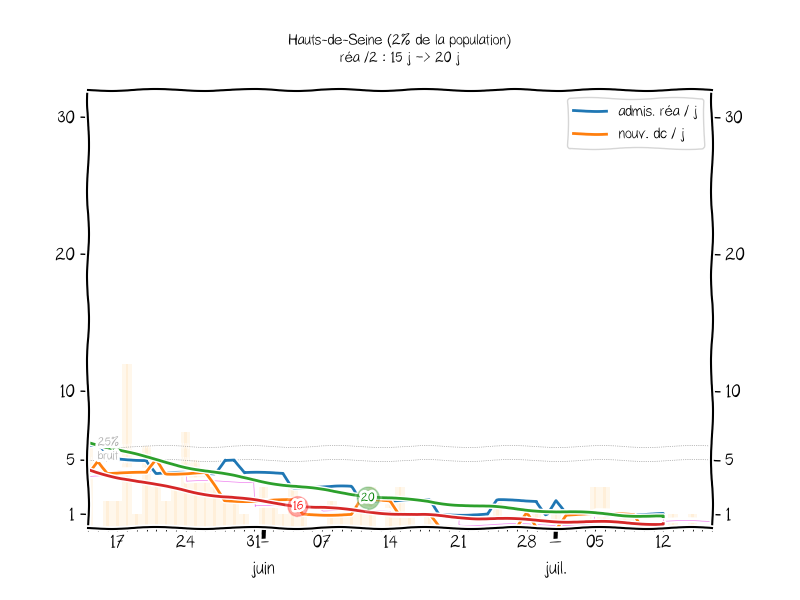 Hauts-de-Seine (2% de la population)
réa /2 : 15 j -> 20 j
admis. réa / j
nouv. dc / j
30
30
20
20
10
10
25%
bruit
5
5
20
16
1
1
17 24 31 07 14 21 28 05 12
juin juil.